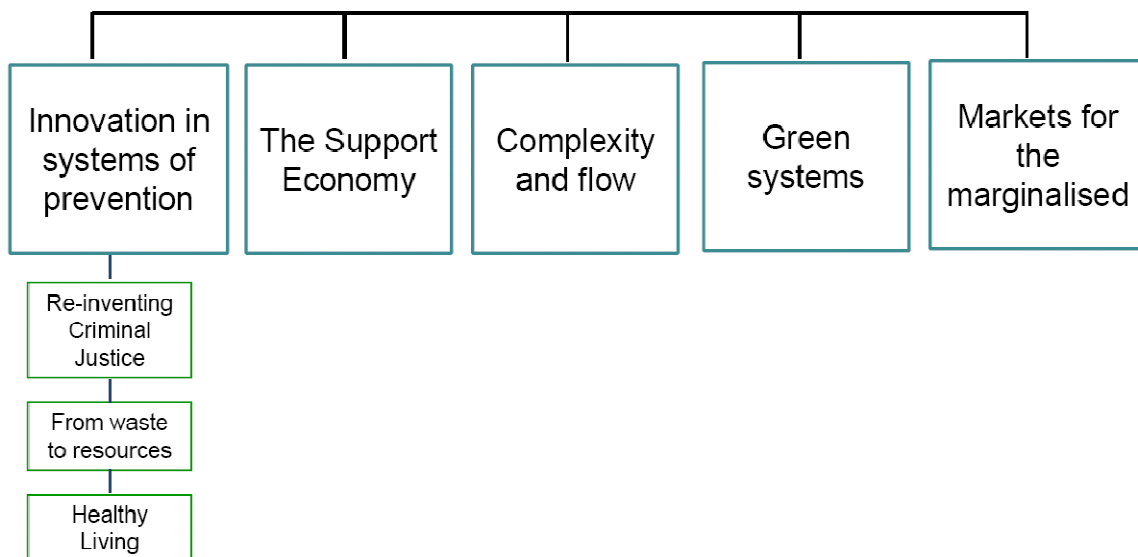 Innovation in
systems of
prevention
The Support
Economy
Complexity
and flow
Green
systems
Markets for
the
marginalised
Re-inventing
Criminal
Justice
From waste
to resources
Healthy
Living